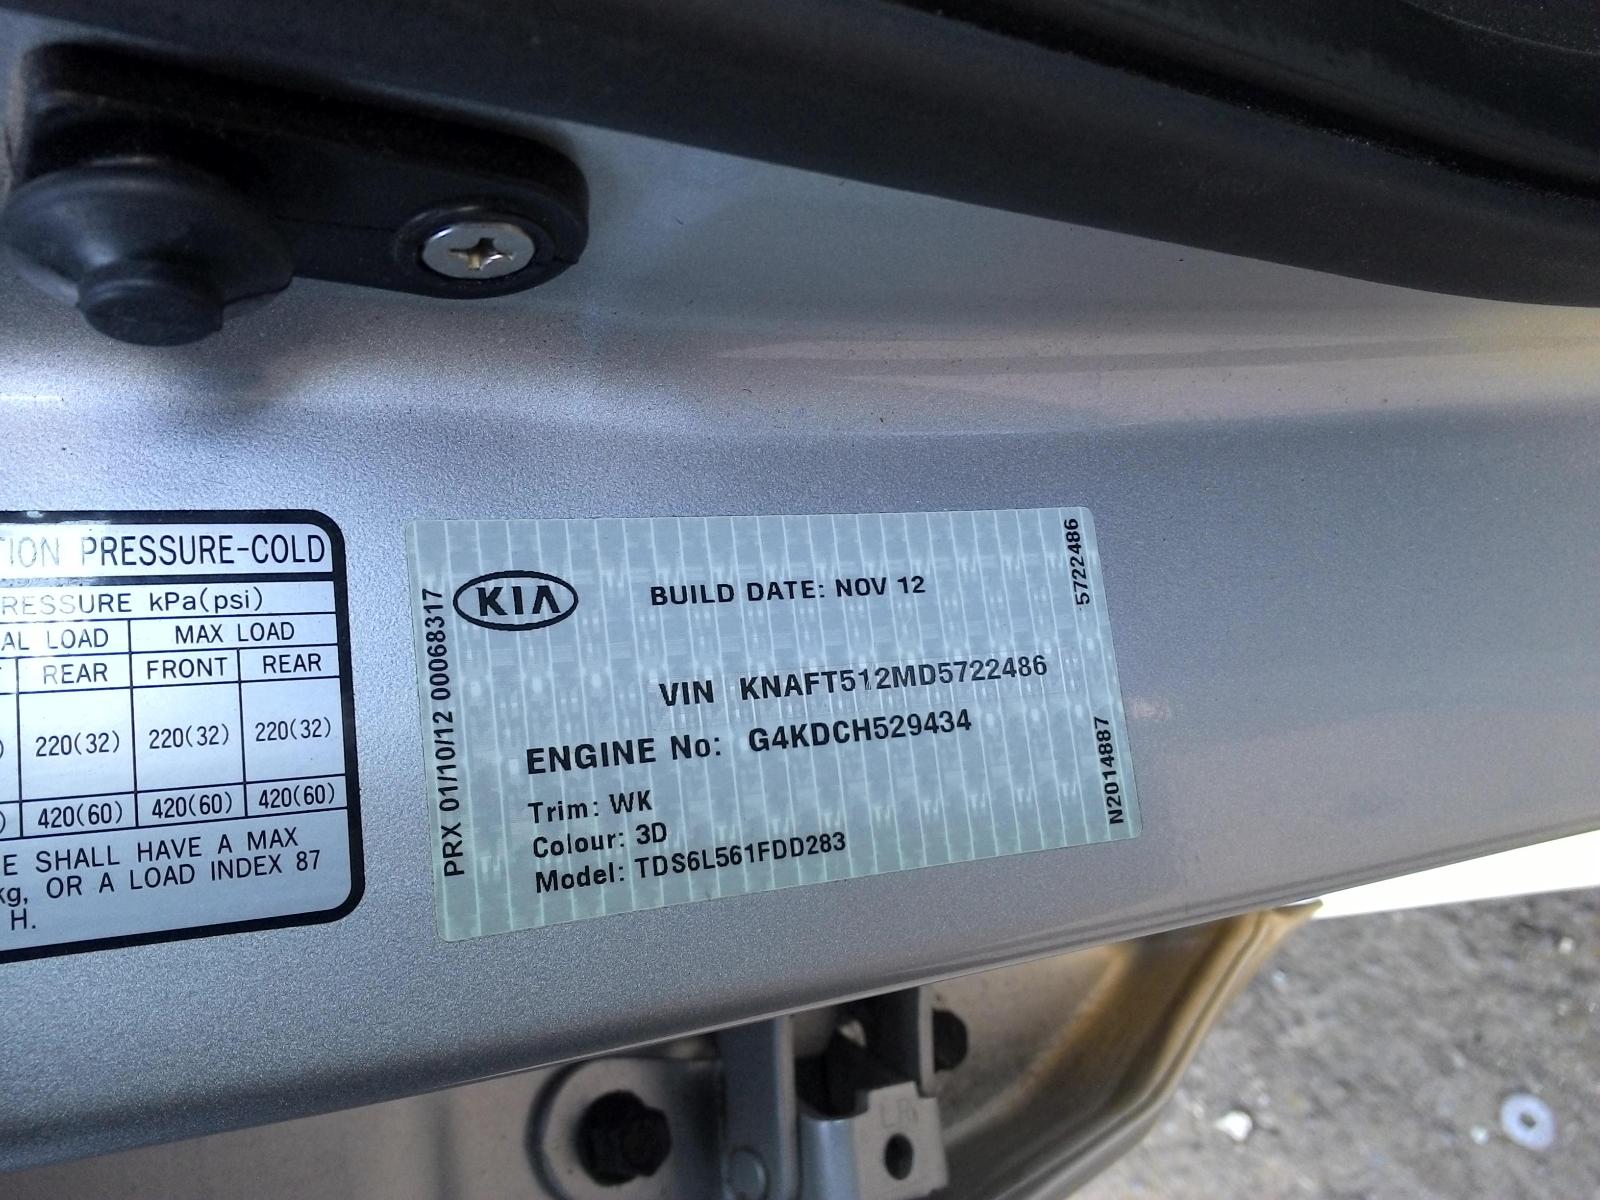 ION PRESSURE-COLD
RESSURE kPa(psi)
AL LOAD MAX LOAD
REAR FRONT REAR
220(32) 220(32) 220(32)
420(60) 420(60) 420(60)
E SHALL HAVE A MAX
kg, OR A LOAD INDEX 87
H.
PRX 01/10/12 00068317
KIA
BUILD DATE: NOV 12
VIN KNAFT512MD5722486
ENGINE No: G4KDCH529434
Trim: WK
Colour: 3D
Model: TDS6L561FDD283
5722486
N2014887